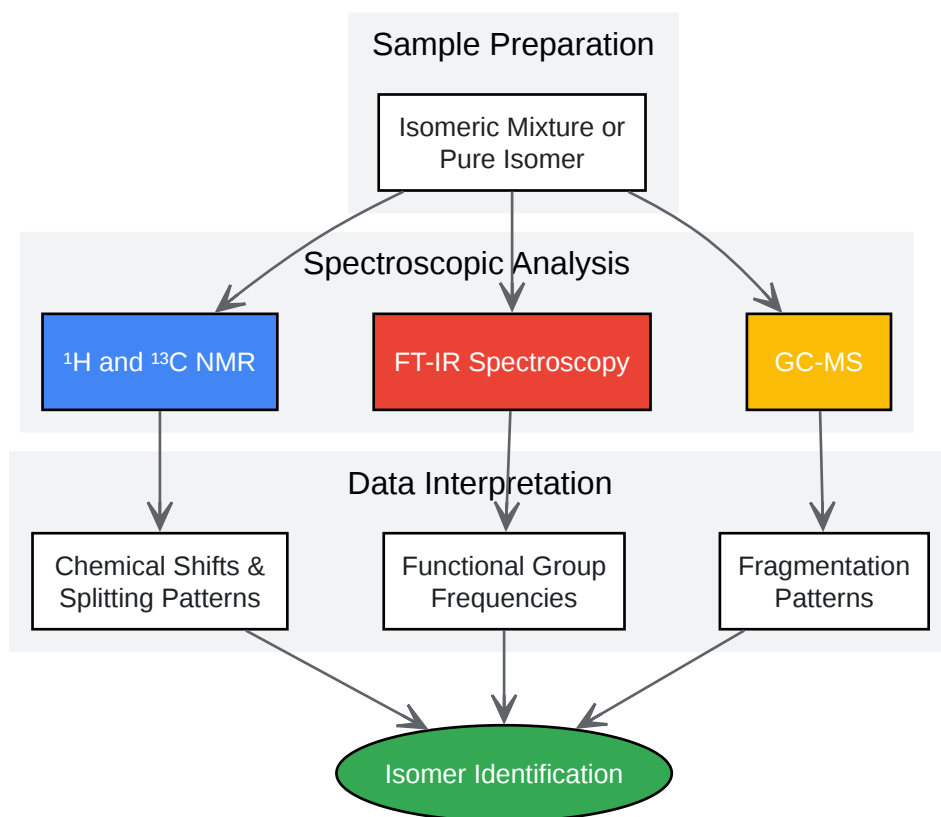 Sample Preparation
Isomeric Mixture or
Pure Isomer
Spectroscopic Analysis
¹H and ¹³C NMR
FT-IR Spectroscopy
GC-MS
Data Interpretation
Chemical Shifts &
Splitting Patterns
Functional Group
Frequencies
Fragmentation
Patterns
Isomer Identification